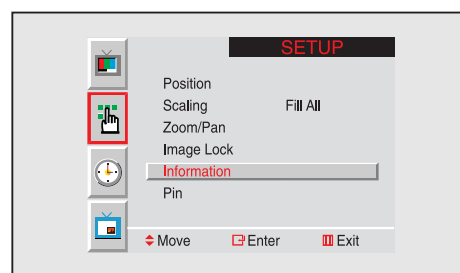 SETUP
Position
Scaling Fill All
Zoom/Pan
Image Lock
Information
Pin
Move Enter Exit